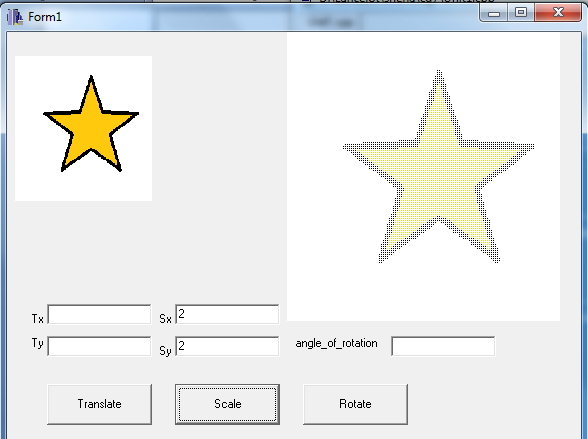 Form1
Tx
Sx 2
Ty
Sy 2
angle_of_rotation
Translate
Scale
Rotate